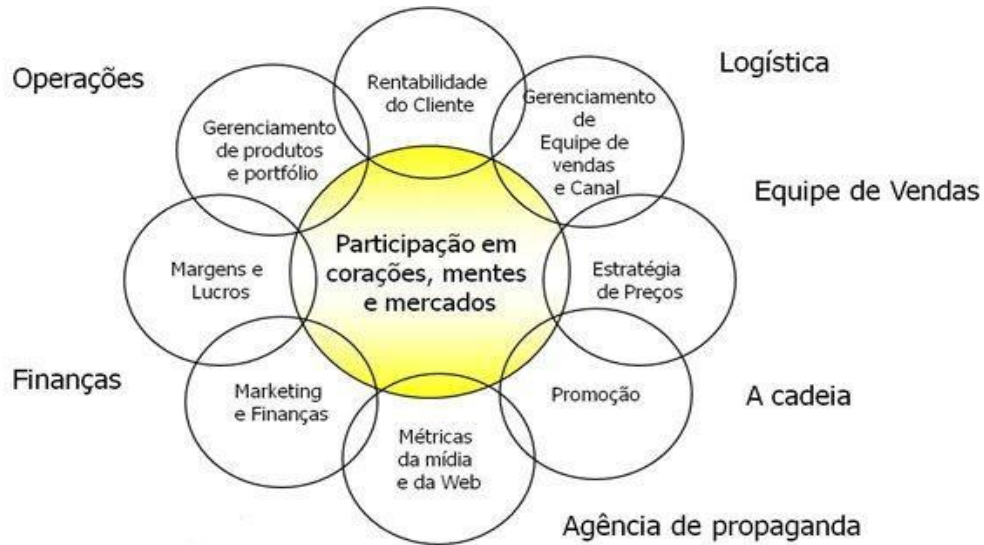 Operações
Logística
Rentabilidade
do Cliente
Gerenciamento
de
Equipe de
vendas
e Canal
Gerenciamento
de produtos
e portfólio
Equipe de Vendas
Participação em
corações, mentes
e mercados
Margens e
Lucros
Estratégia
de Preços
Finanças
Marketing
e Finanças
Promoção
A cadeia
Métricas
da mídia
e da Web
Agência de propaganda